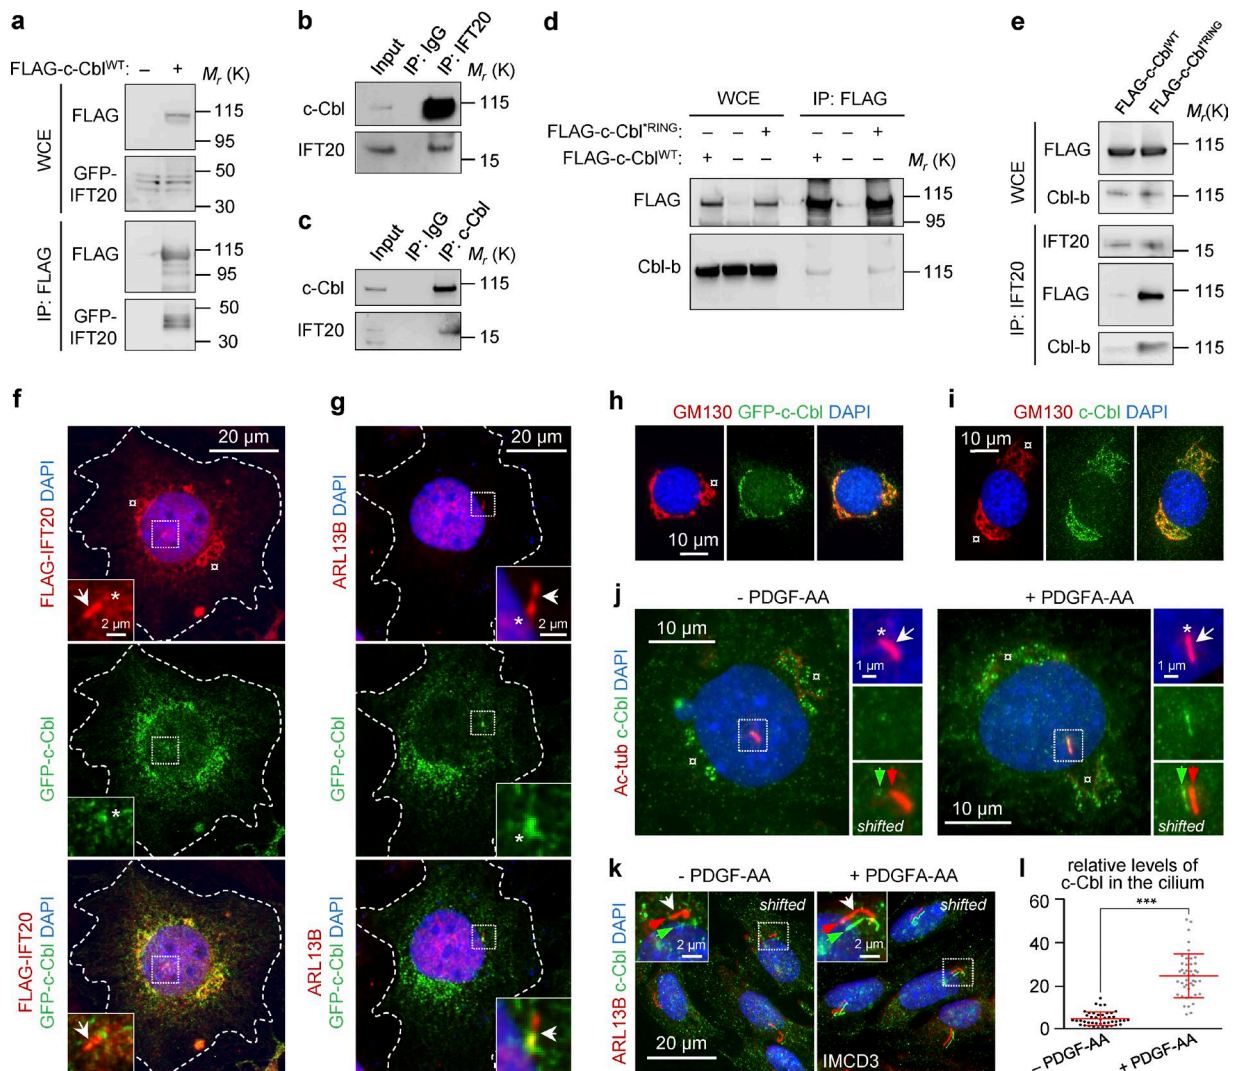 a
FLAG-c-Cbl^WT: – + M_r (K)
WCE
FLAG
115
95
GFP-IFT20
50
30
IP: FLAG
FLAG
115
95
GFP-IFT20
50
30
b
Input IP: IgG IP: IFT20 M_r (K)
c-Cbl
115
IFT20
15
c
Input IP: IgG IP: c-Cbl M_r (K)
c-Cbl
115
IFT20
15
d
WCE IP: FLAG
FLAG-c-Cbl^*RING: – – + – – +
FLAG-c-Cbl^WT: + – – + – – M_r (K)
FLAG
115
95
Cbl-b
115
e
FLAG-c-Cbl^WT FLAG-c-Cbl^*RING M_r(K)
WCE
FLAG
115
Cbl-b
115
IP: IFT20
IFT20
15
FLAG
115
Cbl-b
115
f
FLAG-IFT20 DAPI
20 µm
¤
¤
*
2 µm
GFP-c-Cbl
*
FLAG-IFT20
GFP-c-Cbl DAPI
g
ARL13B DAPI
20 µm
*
2 µm
GFP-c-Cbl
*
ARL13B
GFP-c-Cbl DAPI
h
GM130 GFP-c-Cbl DAPI
¤
10 µm
i
GM130 c-Cbl DAPI
10 µm
¤
¤
j
- PDGF-AA + PDGFA-AA
Ac-tub c-Cbl DAPI
10 µm
¤
¤
*
1 µm
shifted
¤
¤
10 µm
*
1 µm
shifted
k
- PDGF-AA + PDGFA-AA
ARL13B c-Cbl DAPI
shifted
2 µm
20 µm
shifted
2 µm
IMCD3
l
relative levels of
c-Cbl in the cilium
***
60
40
20
0
– PDGF-AA
+ PDGF-AA